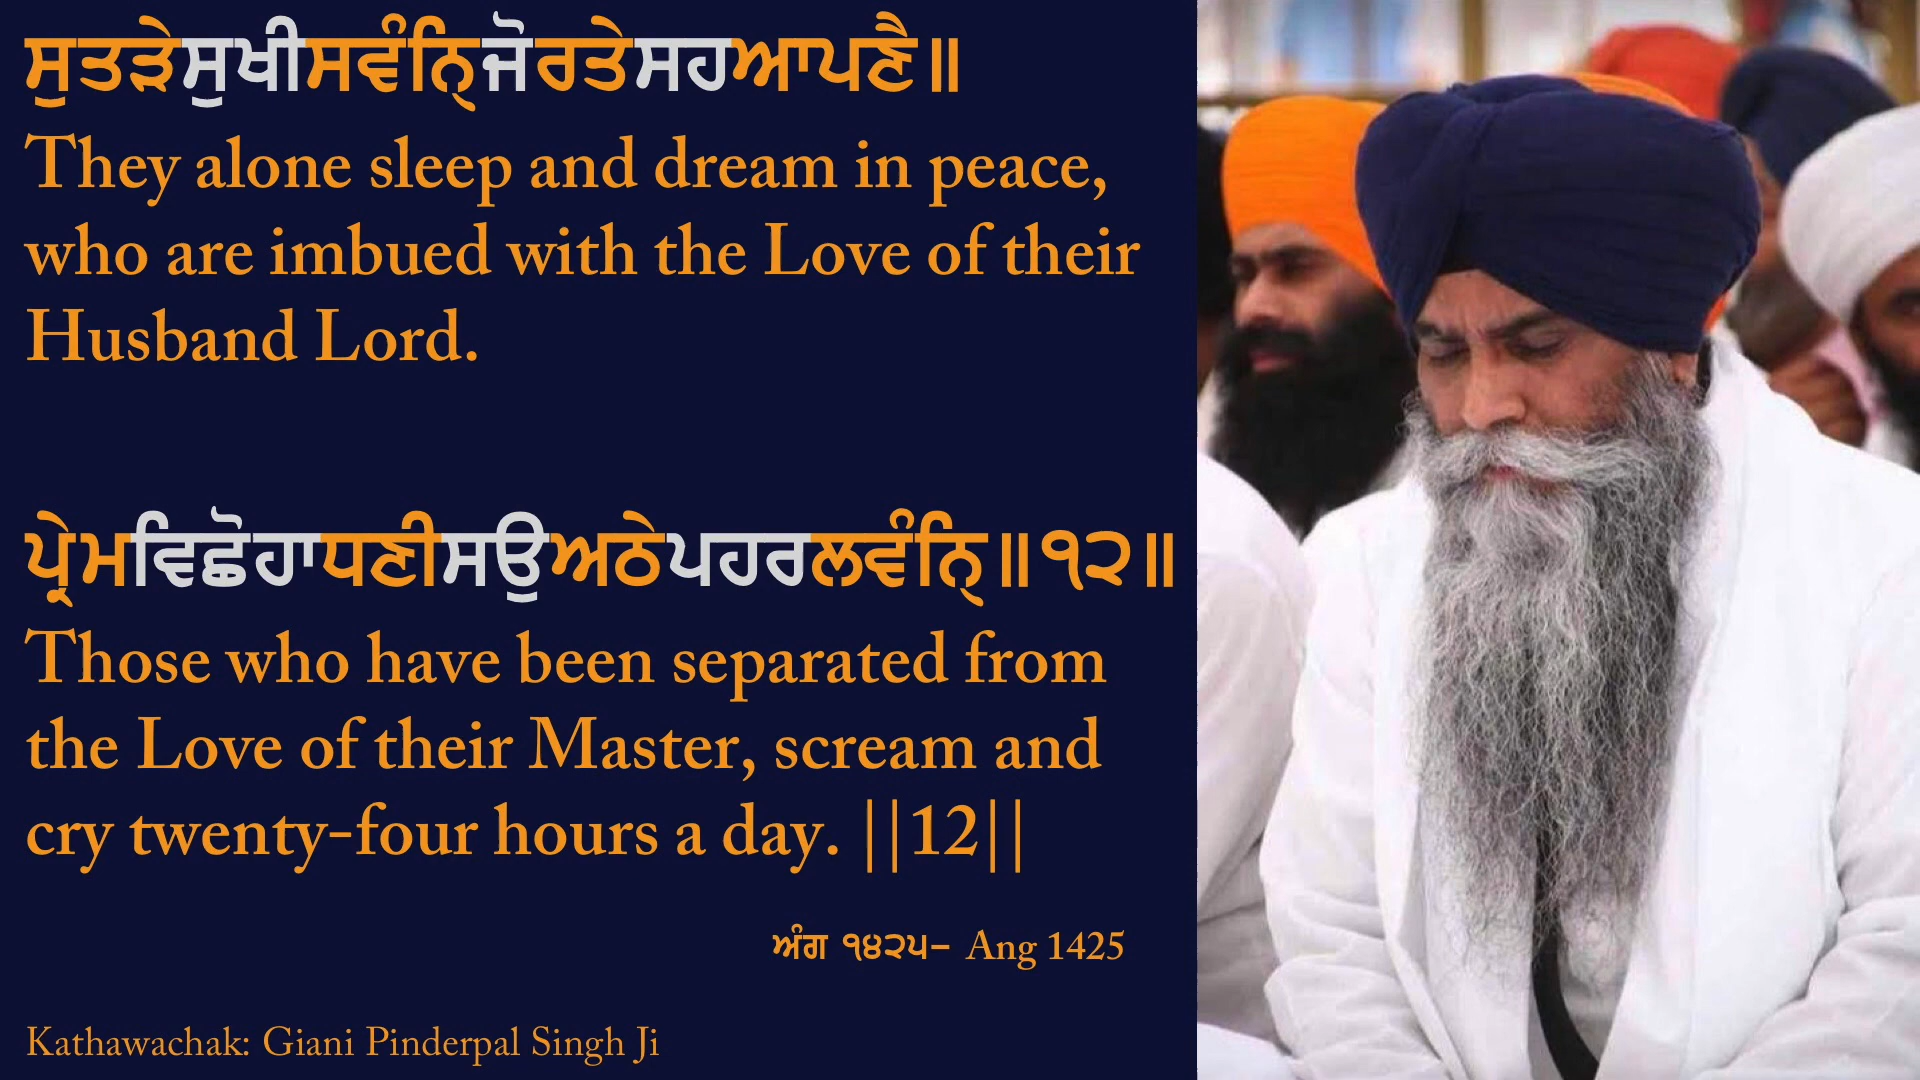 ਸੁਤੜੇਸੁਖੀਸਵੰਨ੍ਹਿਜੋਰਤੇਸਹਆਪਣੈ॥
They alone sleep and dream in peace,
who are imbued with the Love of their
Husband Lord.
ਪ੍ਰੇਮਵਿਛੋਹਾਧਣੀਸਉਅਠੇਪਹਰਲਵੰਨ੍ਹਿ॥੧੨॥
Those who have been separated from
the Love of their Master, scream and
cry twenty-four hours a day. ||12||
ਅੰਗ ੧੪੨੫- Ang 1425
Kathawachak: Giani Pinderpal Singh Ji